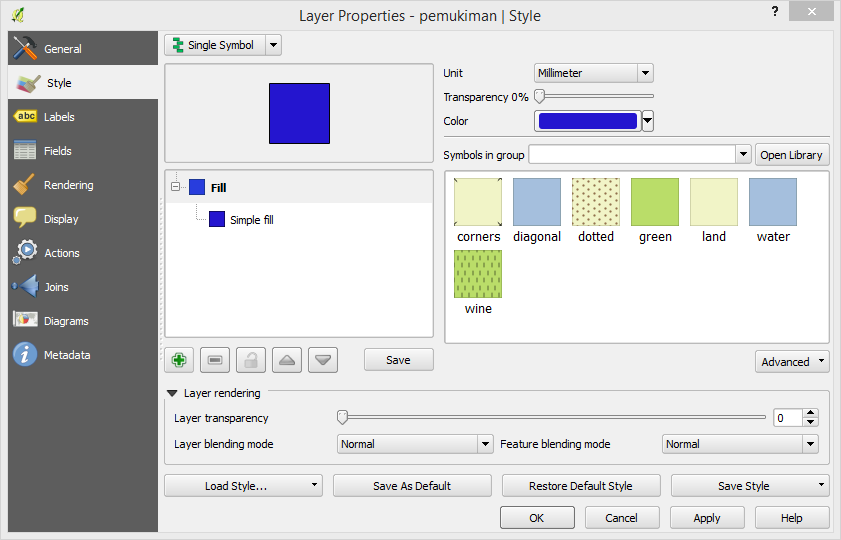 Layer Properties - pemukiman | Style
?
General
Style
abc
Labels
Fields
Rendering
Display
Actions
Joins
Diagrams
Metadata
Single Symbol
Unit
Millimeter
Transparency 0%
Color
Symbols in group
Open Library
Fill
Simple fill
corners
diagonal
dotted
green
land
water
wine
Save
Advanced
Layer rendering
Layer transparency
0
Layer blending mode
Normal
Feature blending mode
Normal
Load Style...
Save As Default
Restore Default Style
Save Style
OK
Cancel
Apply
Help